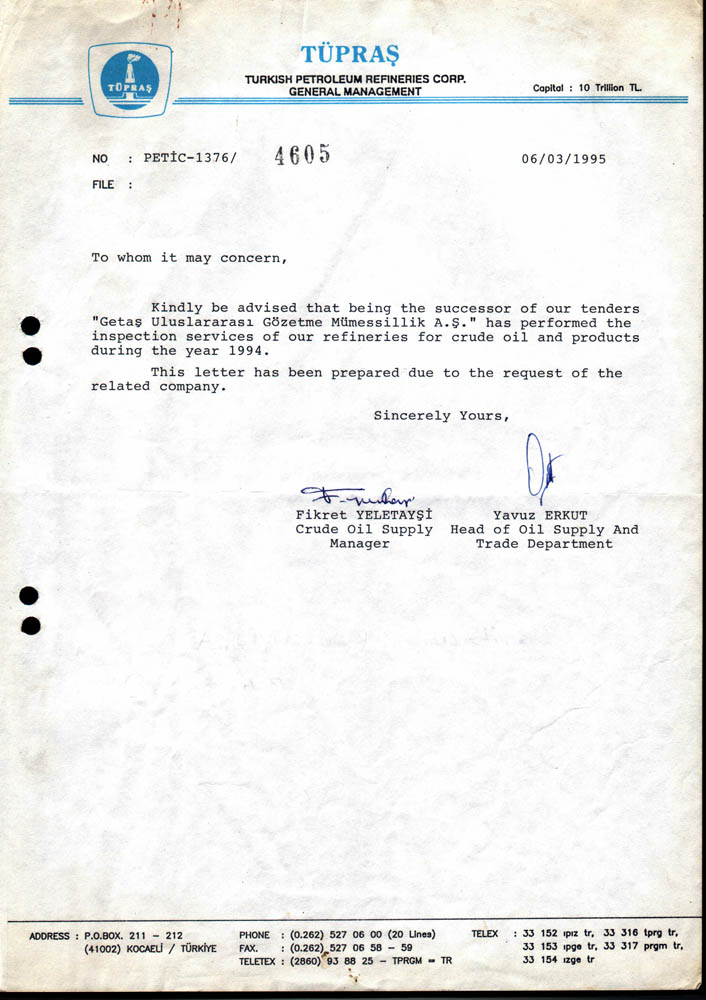 TÜPRAŞ
TÜPRAŞ
TURKISH PETROLEUM REFINERIES CORP.
GENERAL MANAGEMENT
Capital : 10 Trillion TL.
NO : PETİC-1376/ 4605 06/03/1995
FILE :
To whom it may concern,
Kindly be advised that being the successor of our tenders
"Getaş Uluslararası Gözetme Mümessillik A.Ş." has performed the
inspection services of our refineries for crude oil and products
during the year 1994.
This letter has been prepared due to the request of the
related company.
Sincerely Yours,
Fikret YELETAYŞİ Yavuz ERKUT
Crude Oil Supply Head of Oil Supply And
Manager Trade Department
ADDRESS : P.O.BOX. 211 – 212 PHONE : (0.262) 527 06 00 (20 Lines) TELEX : 33 152 ıpız tr, 33 316 tprg tr,
(41002) KOCAELİ / TÜRKİYE FAX. : (0.262) 527 06 58 – 59 33 153 ıpge tr, 33 317 prgm tr,
TELETEX : (2860) 93 88 25 – TPRGM = TR 33 154 ızge tr